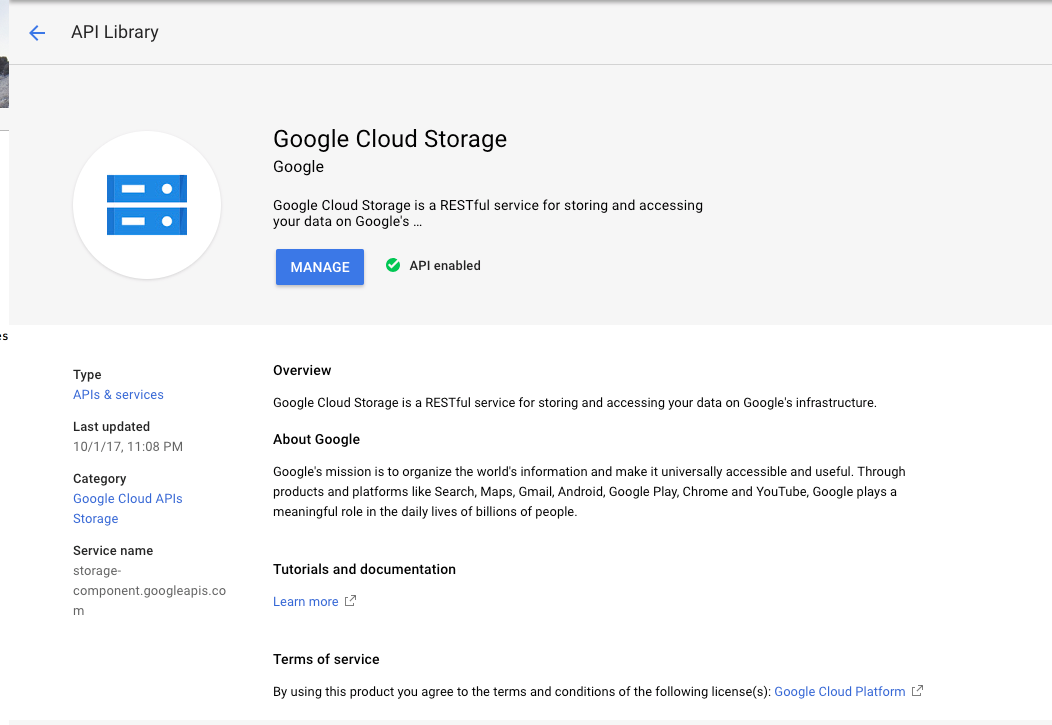 API Library
Google Cloud Storage
Google
Google Cloud Storage is a RESTful service for storing and accessing
your data on Google's ...
MANAGE
API enabled
es
Type
APIs & services
Last updated
10/1/17, 11:08 PM
Category
Google Cloud APIs
Storage
Service name
storage-
component.googleapis.co
m
Overview
Google Cloud Storage is a RESTful service for storing and accessing your data on Google's infrastructure.
About Google
Google's mission is to organize the world's information and make it universally accessible and useful. Through
products and platforms like Search, Maps, Gmail, Android, Google Play, Chrome and YouTube, Google plays a
meaningful role in the daily lives of billions of people.
Tutorials and documentation
Learn more
Terms of service
By using this product you agree to the terms and conditions of the following license(s): Google Cloud Platform